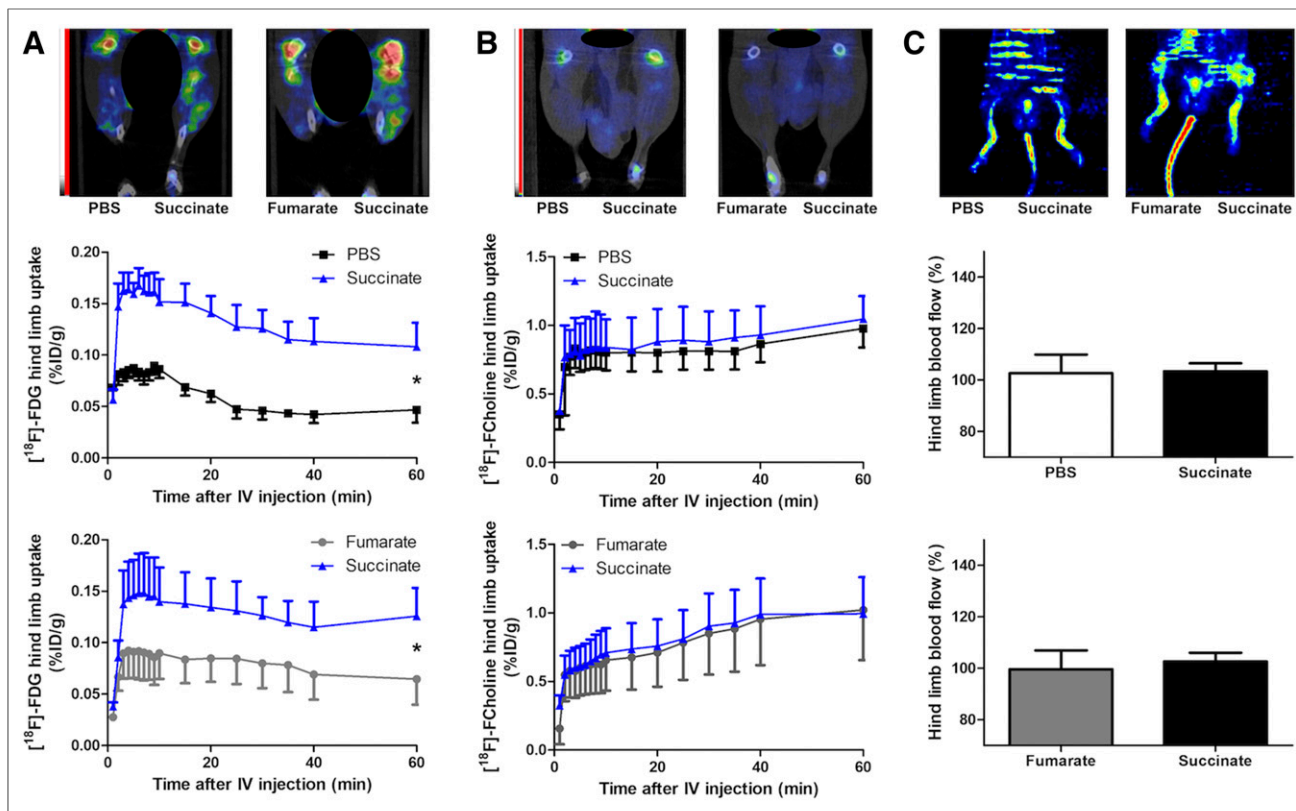 A
PBS Succinate
Fumarate Succinate
[18F]-FDG hind limb uptake
(%ID/g)
0.20
0.15
0.10
0.05
0.00
PBS
Succinate
*
0 20 40 60
Time after IV injection (min)
[18F]-FDG hind limb uptake
(%ID/g)
0.20
0.15
0.10
0.05
0.00
Fumarate
Succinate
*
0 20 40 60
Time after IV injection (min)
B
PBS Succinate
Fumarate Succinate
[18F]-FCholine hind limb uptake
(%ID/g)
1.5
1.0
0.5
0.0
PBS
Succinate
0 20 40 60
Time after IV injection (min)
[18F]-FCholine hind limb uptake
(%ID/g)
1.5
1.0
0.5
0.0
Fumarate
Succinate
0 20 40 60
Time after IV injection (min)
C
PBS Succinate
Fumarate Succinate
Hind limb blood flow (%)
140
120
100
80
PBS Succinate
Hind limb blood flow (%)
140
120
100
80
Fumarate Succinate